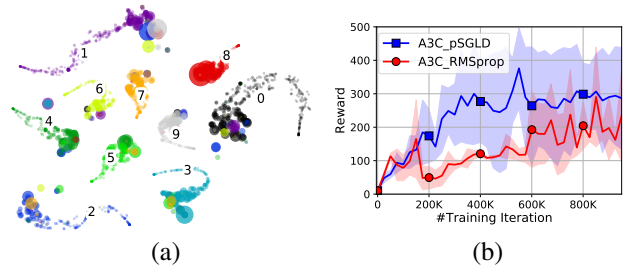 1
8
6
7
0
4
9
5
3
2
(a)
500
400
300
200
100
0
Reward
A3C_pSGLD
A3C_RMSprop
0 200K 400K 600K 800K
#Training Iteration
(b)